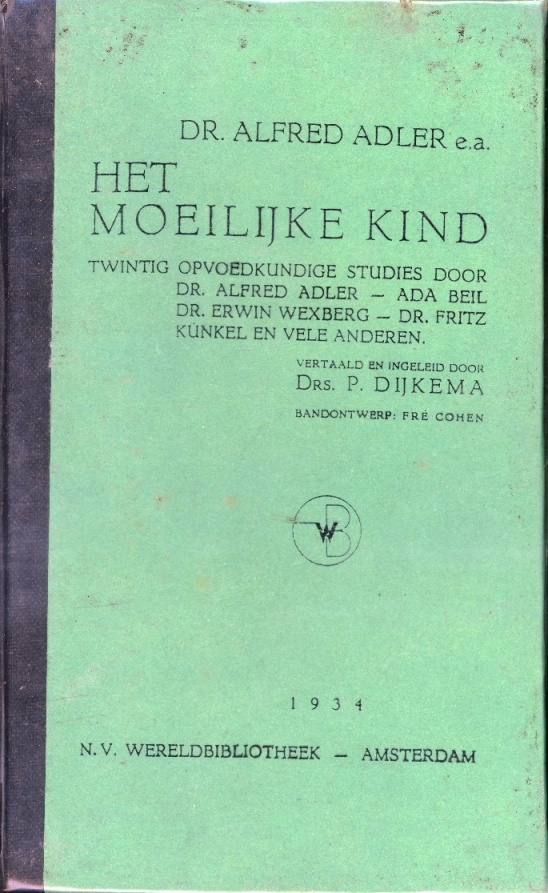 DR. ALFRED ADLER e.a.
HET
MOEILIJKE KIND
TWINTIG OPVOEDKUNDIGE STUDIES DOOR
DR. ALFRED ADLER – ADA BEIL
DR. ERWIN WEXBERG – DR. FRITZ
KÜNKEL EN VELE ANDEREN.
VERTAALD EN INGELEID DOOR
DRS. P. DIJKEMA
BANDONTWERP: FRÉ COHEN
WB
1934
N.V. WERELDBIBLIOTHEEK – AMSTERDAM